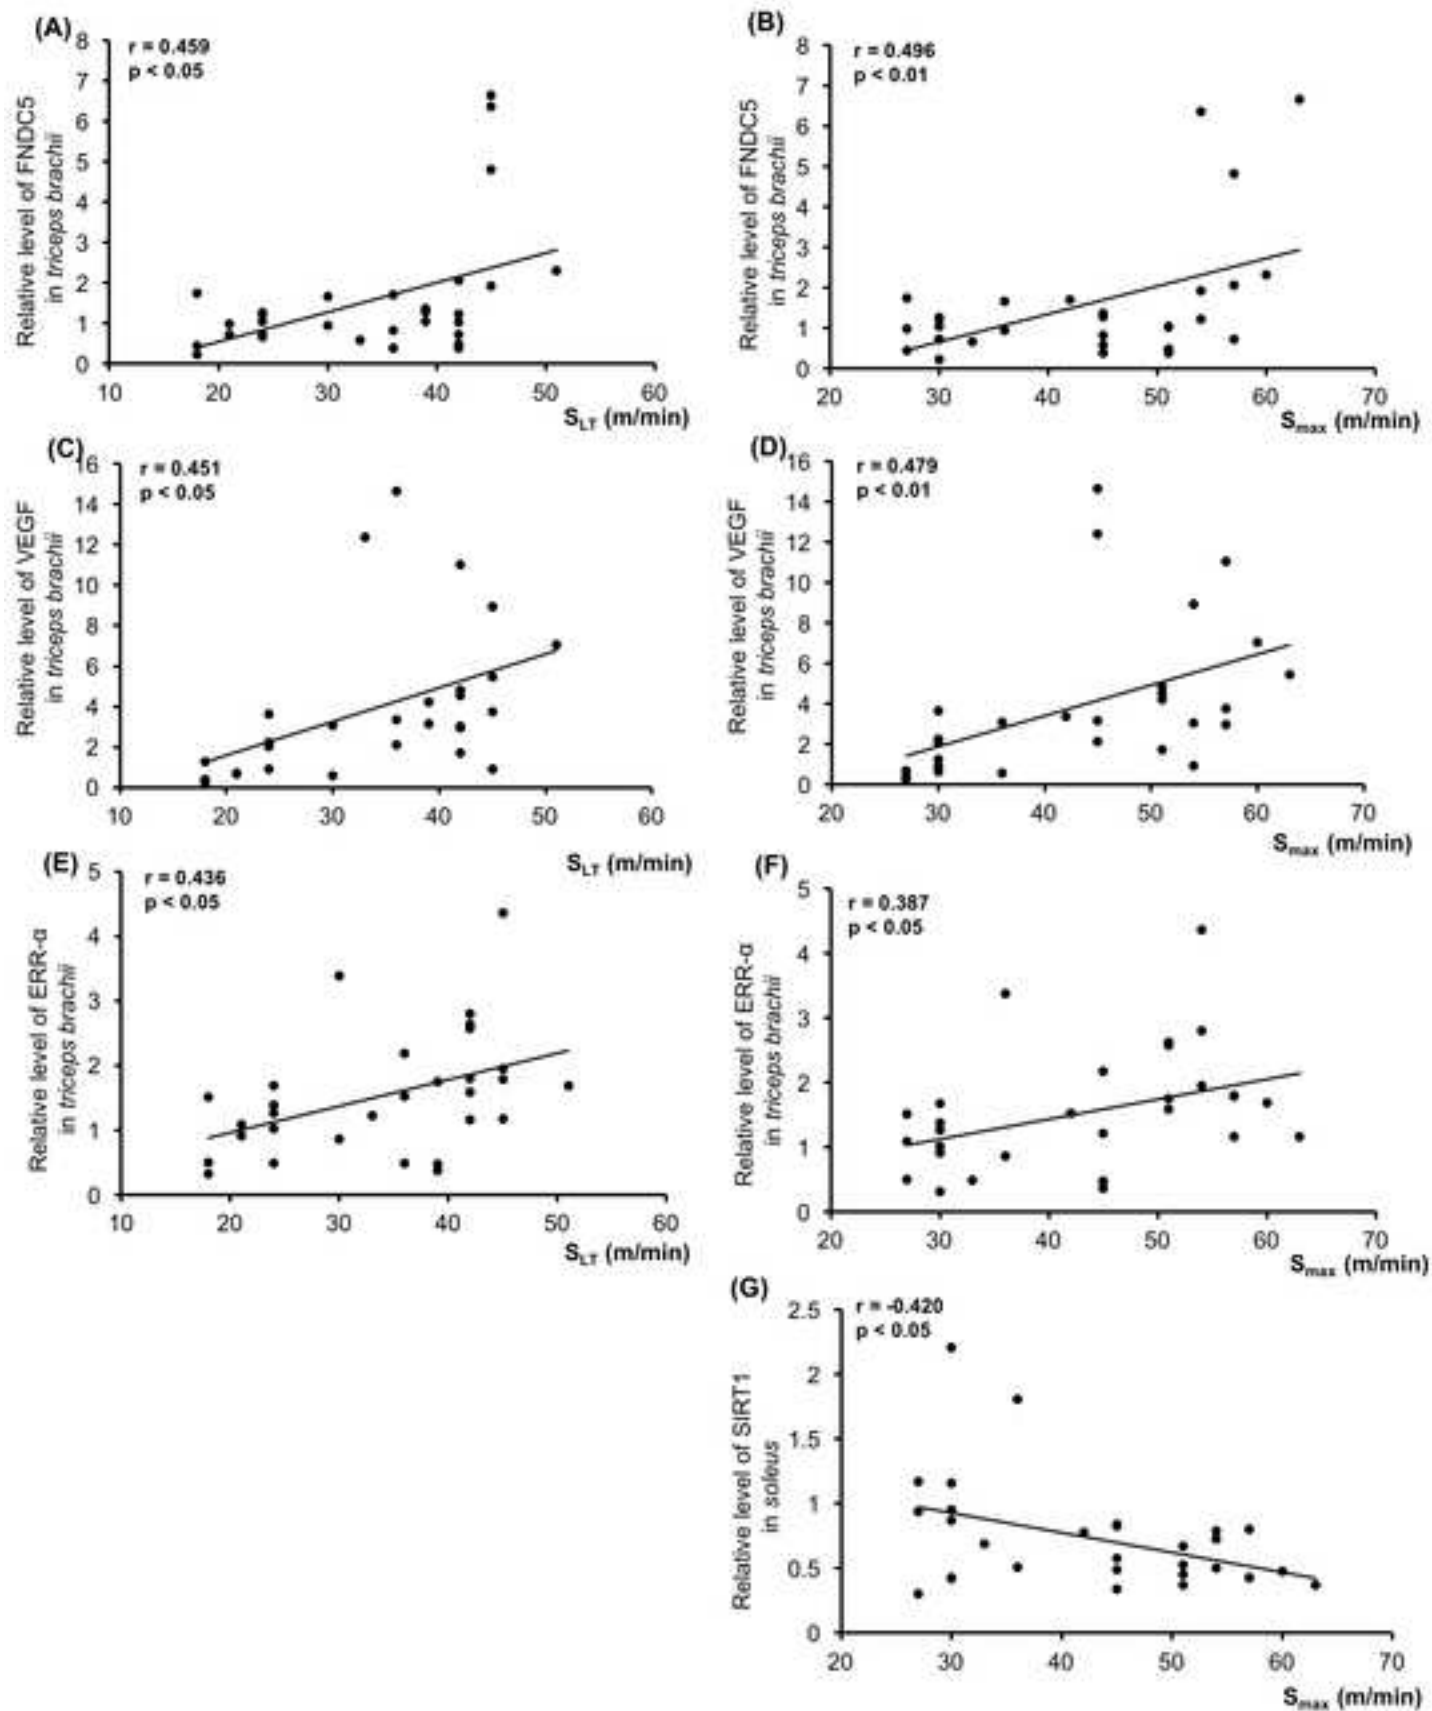 (A)
r = 0.459
p < 0.05
Relative level of FNDC5
in triceps brachii
8
7
6
5
4
3
2
1
0
10 20 30 40 50 60
S_LT (m/min)
(B)
r = 0.496
p < 0.01
Relative level of FNDC5
in triceps brachii
8
7
6
5
4
3
2
1
0
20 30 40 50 60 70
S_max (m/min)
(C)
r = 0.451
p < 0.05
Relative level of VEGF
in triceps brachii
16
14
12
10
8
6
4
2
0
10 20 30 40 50 60
S_LT (m/min)
(D)
r = 0.479
p < 0.01
Relative level of VEGF
in triceps brachii
16
14
12
10
8
6
4
2
0
20 30 40 50 60 70
S_max (m/min)
(E)
r = 0.436
p < 0.05
Relative level of ERR-α
in triceps brachii
5
4
3
2
1
0
10 20 30 40 50 60
S_LT (m/min)
(F)
r = 0.387
p < 0.05
Relative level of ERR-α
in triceps brachii
5
4
3
2
1
0
20 30 40 50 60 70
S_max (m/min)
(G)
r = -0.420
p < 0.05
Relative level of SIRT1
in soleus
2.5
2
1.5
1
0.5
0
20 30 40 50 60 70
S_max (m/min)